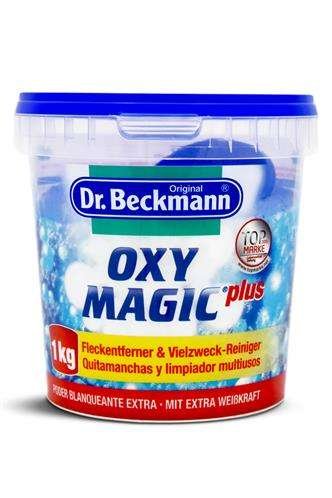 Original
Dr. Beckmann®
TOP
MARKE
OXY
MAGIC plus
1kg
Fleckentferner & Vielzweck-Reiniger
Quitamanchas y limpiador multiusos
PODER BLANQUEANTE EXTRA · MIT EXTRA WEIßKRAFT